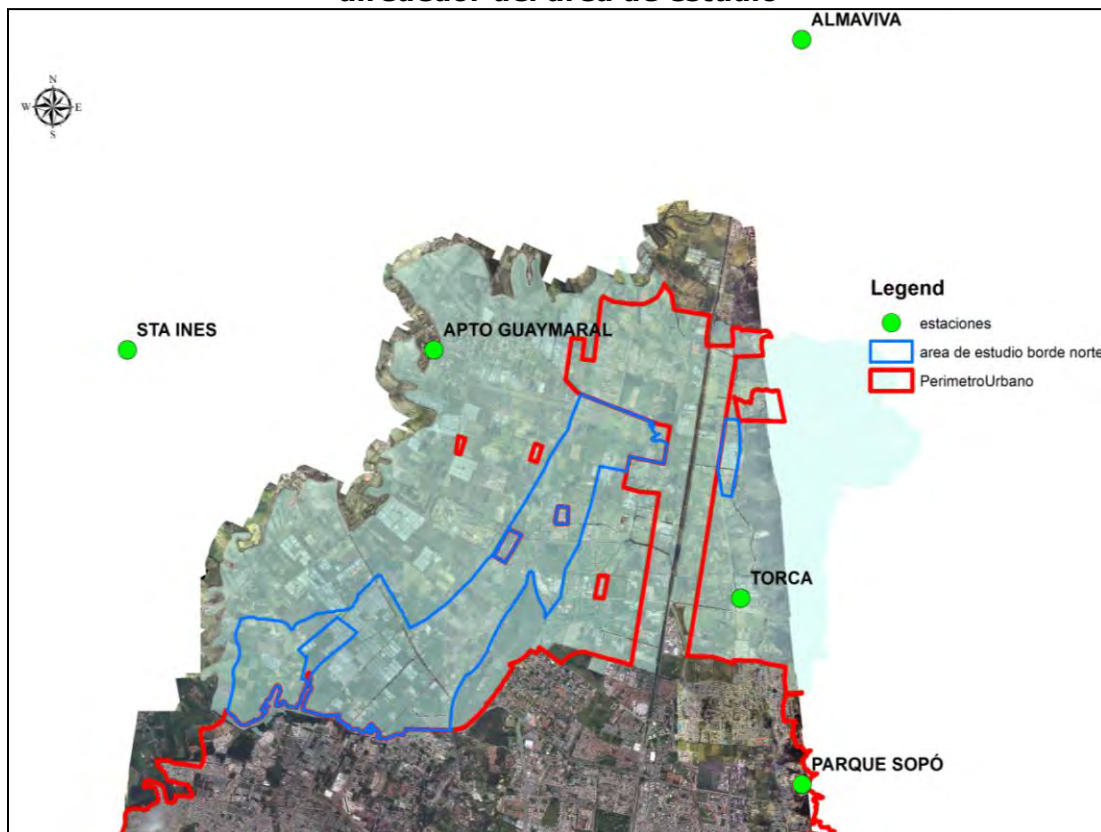 alrededor del área de estudio
ALMAVIVA
N
W E
S
STA INES
APTO GUAYMARAL
Legend
estaciones
area de estudio borde norte
PerimetroUrbano
TORCA
PARQUE SOPÓ